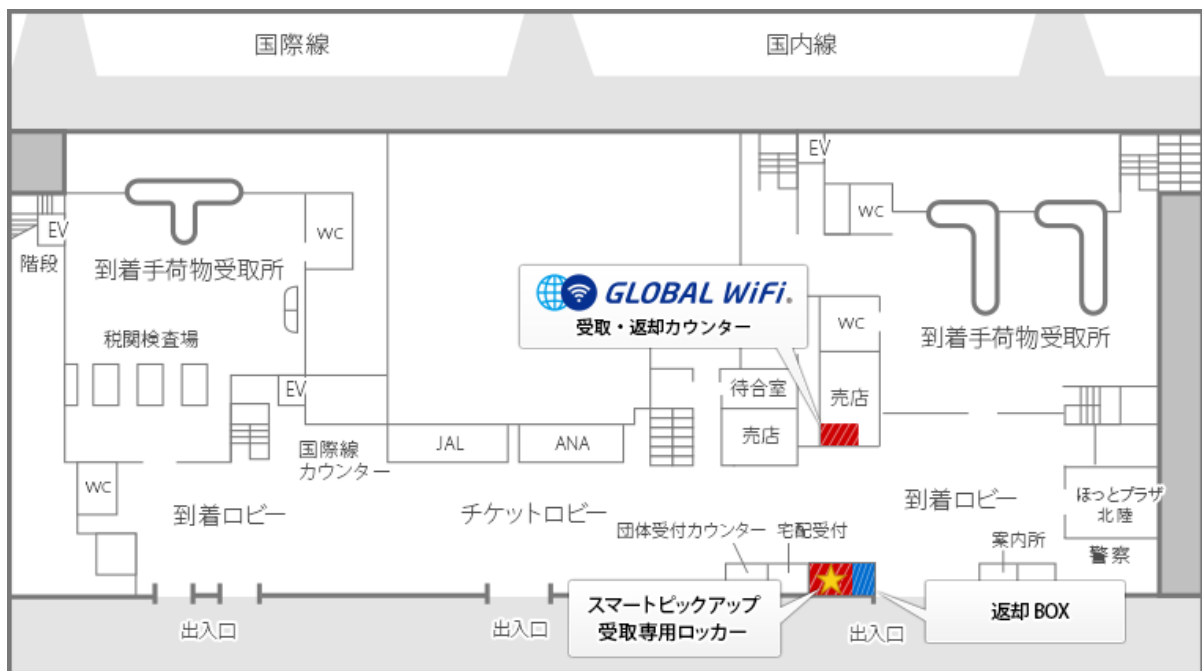 国際線
国内線
EV
WC
EV
階段
到着手荷物受取所
WC
GLOBAL WiFi®
受取・返却カウンター
WC
到着手荷物受取所
税関検査場
EV
待合室
売店
売店
JAL
ANA
国際線
カウンター
WC
到着ロビー
チケットロビー
到着ロビー
ほっとプラザ
北陸
団体受付カウンター
宅配受付
案内所
警察
スマートピックアップ
受取専用ロッカー
返却BOX
出入口
出入口
出入口